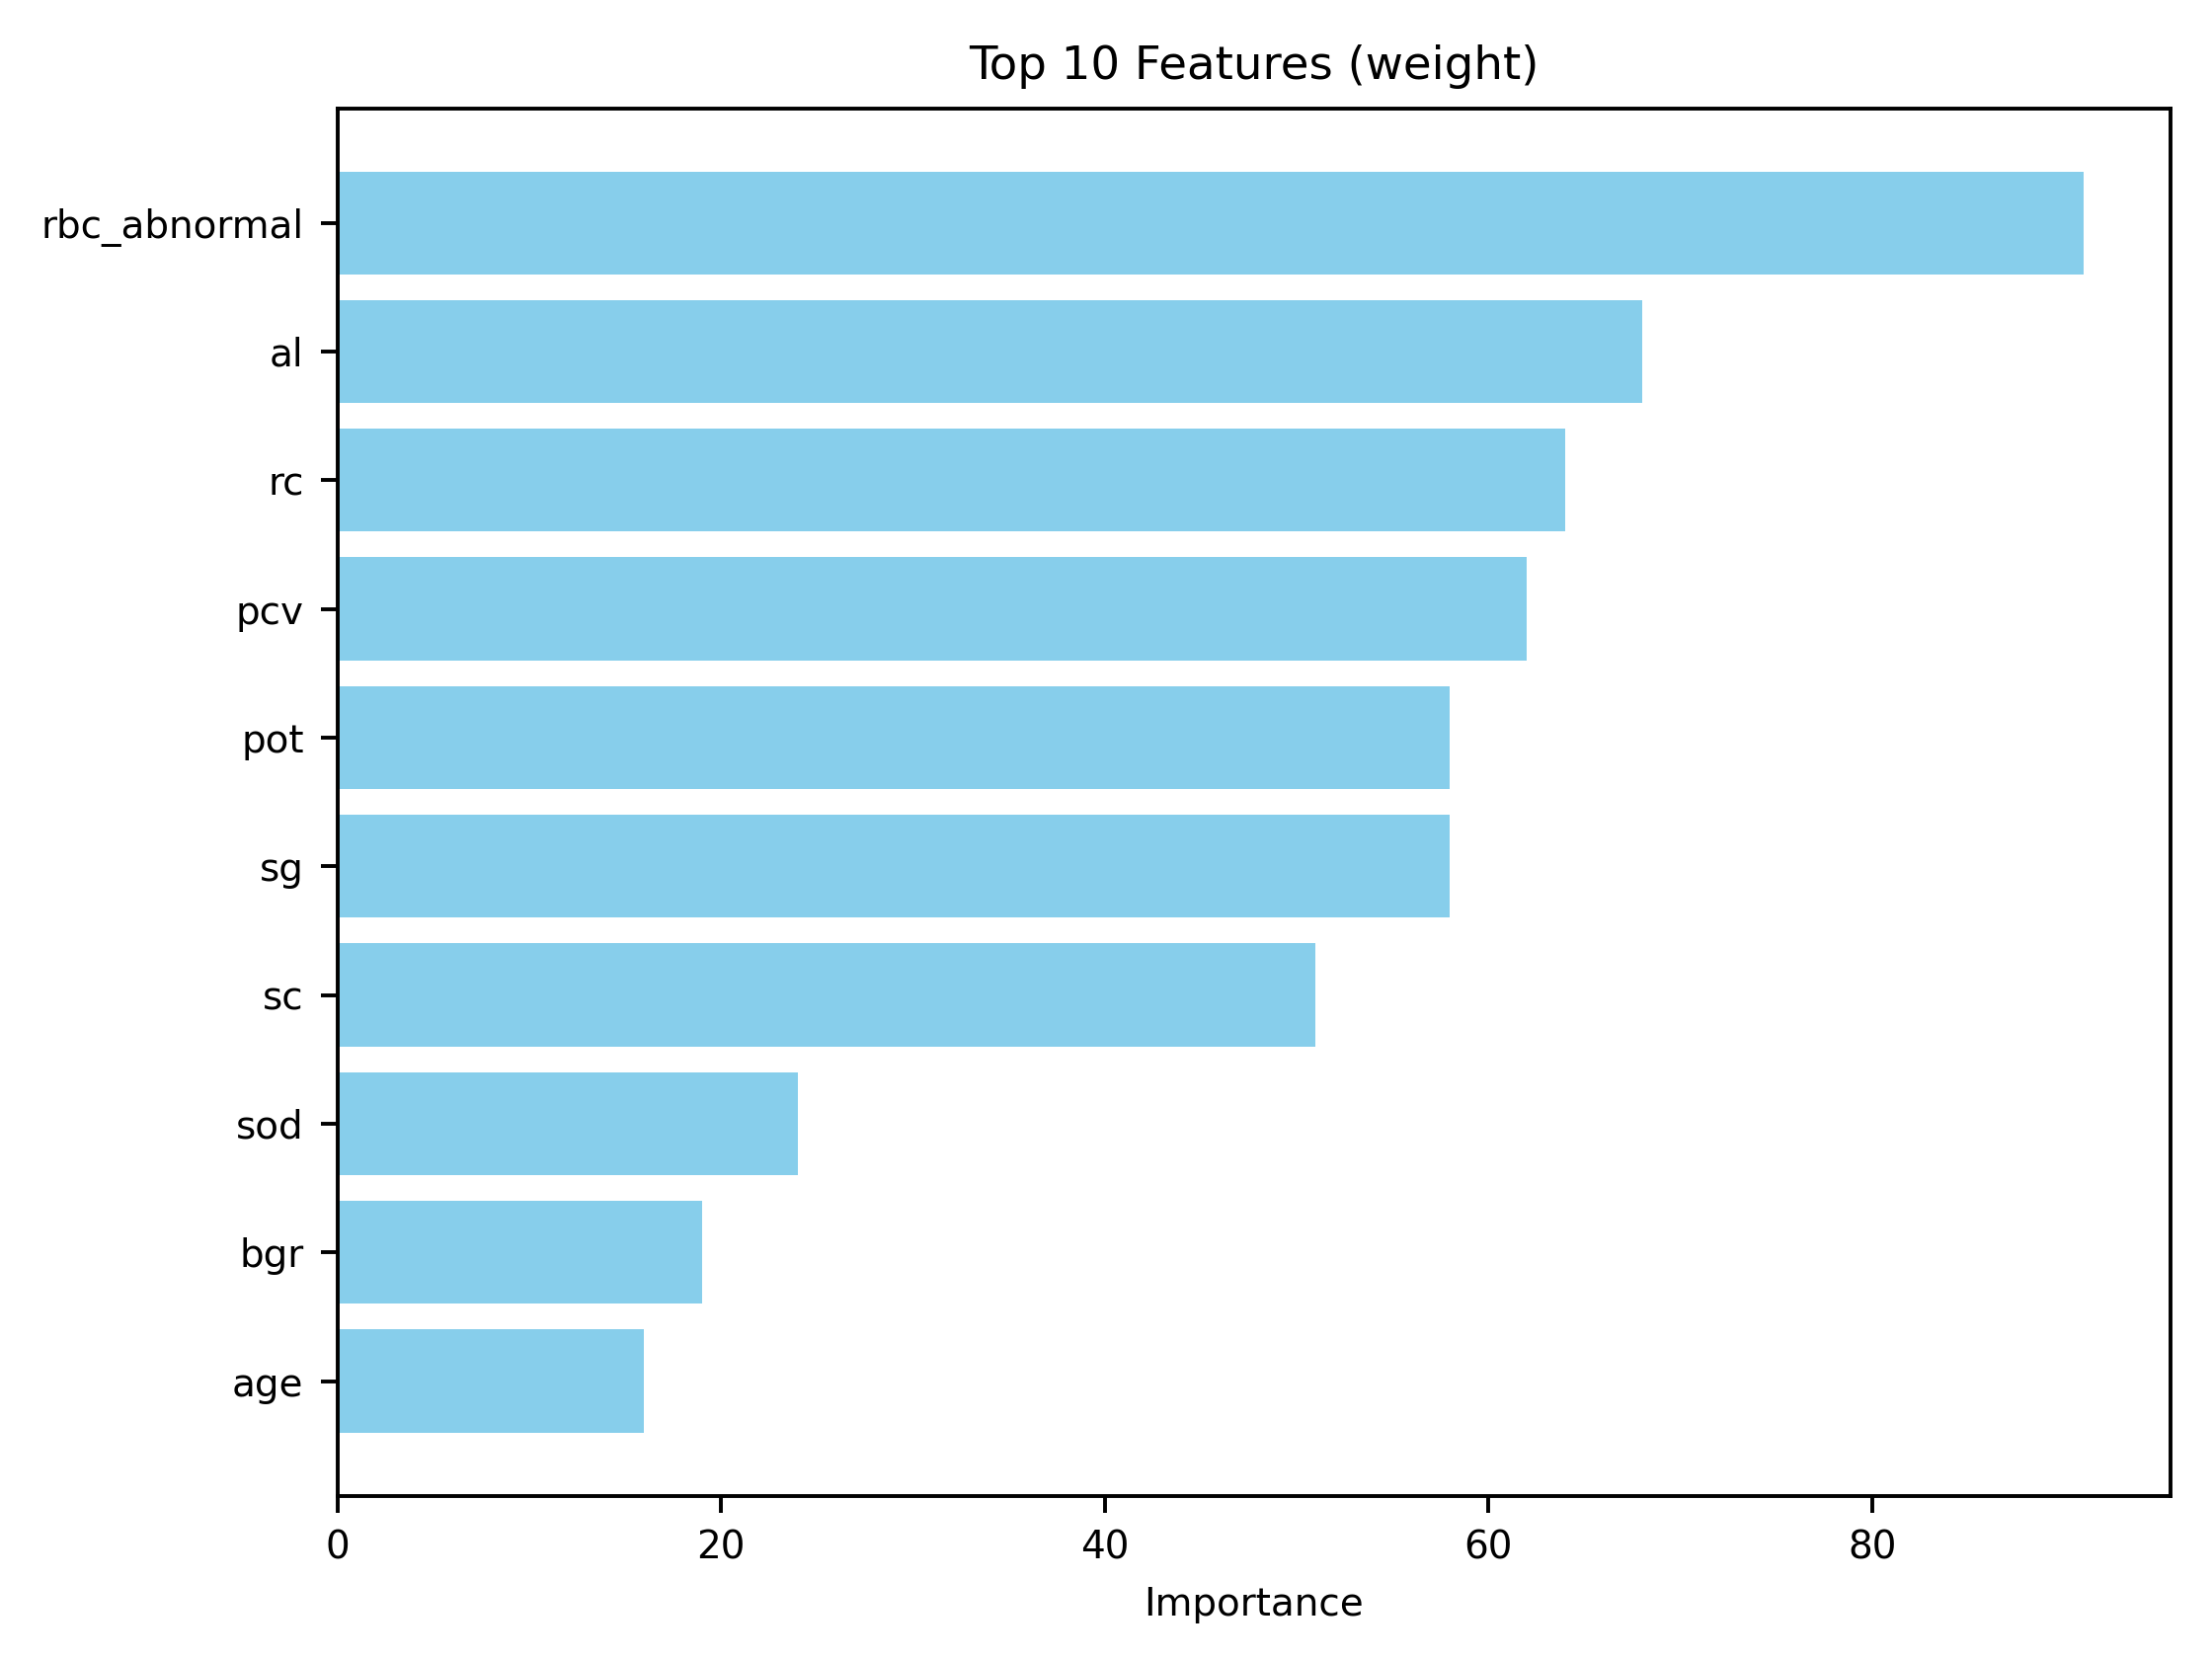 Top 10 Features (weight)
rbc_abnormal
al
rc
pcv
pot
sg
sc
sod
bgr
age
0 20 40 60 80
Importance